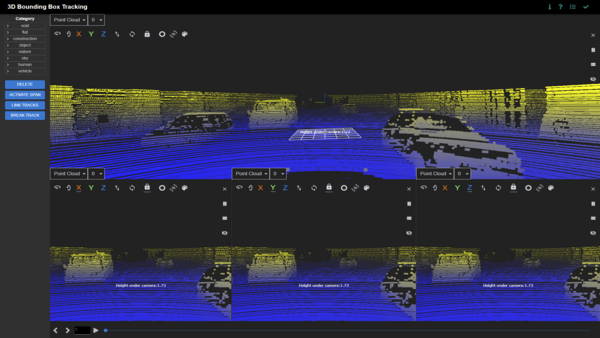 3D Bounding Box Tracking
Category
Point Cloud 0
road
flat
construction
object
nature
sky
human
vehicle
X Y Z
DELETE
ACTIVATE SPAN
LINK TRACKS
BREAK TRACK
Point Cloud 0
Point Cloud 0
Point Cloud 0
X Y Z
X Y Z
X Y Z
Height under camera:1.73
Height under camera:1.73
Height under camera:1.73